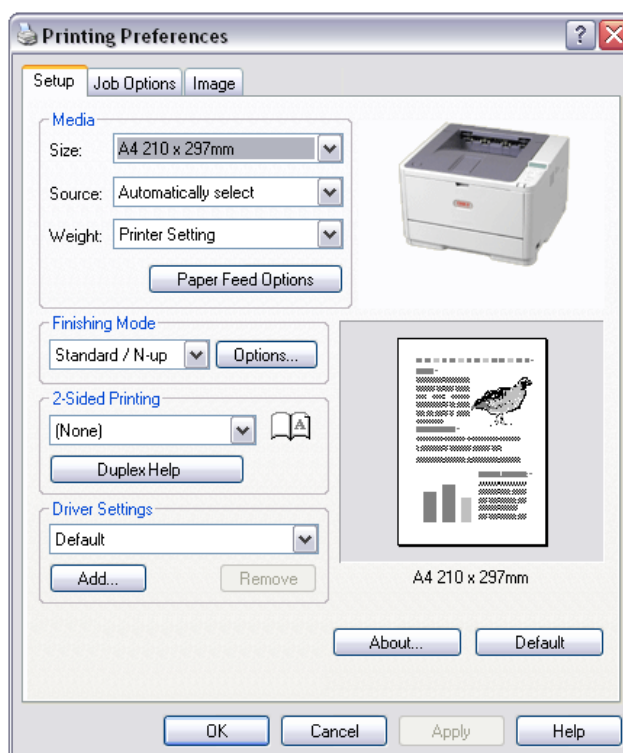 Printing Preferences
Setup Job Options Image
Media
Size: A4 210 x 297mm
Source: Automatically select
Weight: Printer Setting
Paper Feed Options
Finishing Mode
Standard / N-up Options...
2-Sided Printing
(None) A
Duplex Help
Driver Settings
Default
Add... Remove
A4 210 x 297mm
About... Default
OK Cancel Apply Help